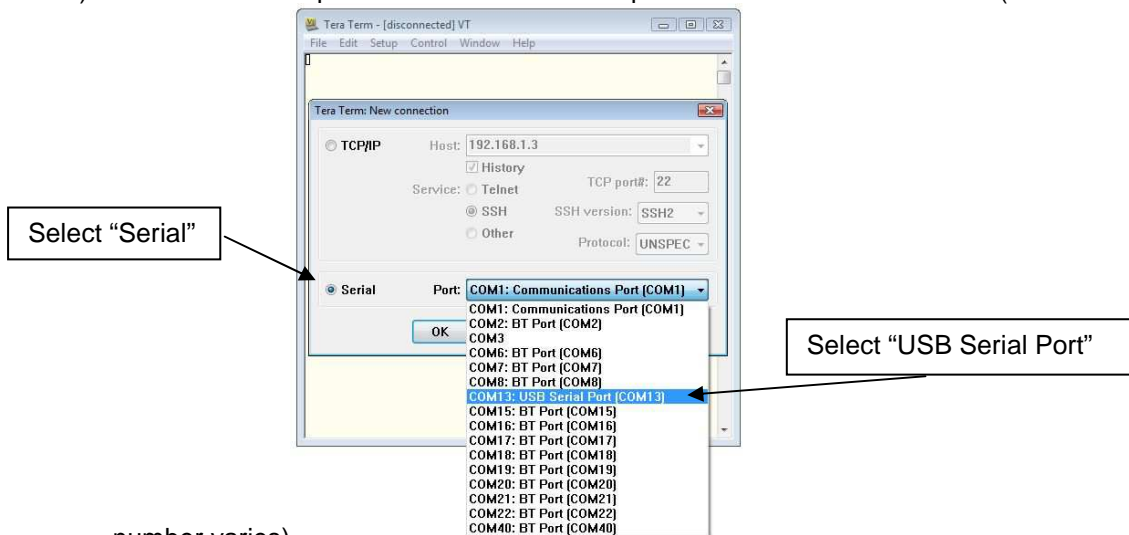 Tera Term - [disconnected] VT
File Edit Setup Control Window Help
Tera Term: New connection
TCP/IP
Host: 192.168.1.3
History
Service: Telnet
TCP port#: 22
SSH
SSH version: SSH2
Other
Protocol: UNSPEC
Select “Serial”
Serial
Port: COM1: Communications Port (COM1)
COM1: Communications Port (COM1)
COM2: BT Port (COM2)
OK
COM3
COM6: BT Port (COM6)
COM7: BT Port (COM7)
COM8: BT Port (COM8)
Select “USB Serial Port”
COM13: USB Serial Port (COM13)
COM15: BT Port (COM15)
COM16: BT Port (COM16)
COM17: BT Port (COM17)
COM18: BT Port (COM18)
COM19: BT Port (COM19)
COM20: BT Port (COM20)
COM21: BT Port (COM21)
COM22: BT Port (COM22)
COM40: BT Port (COM40)
number varies)